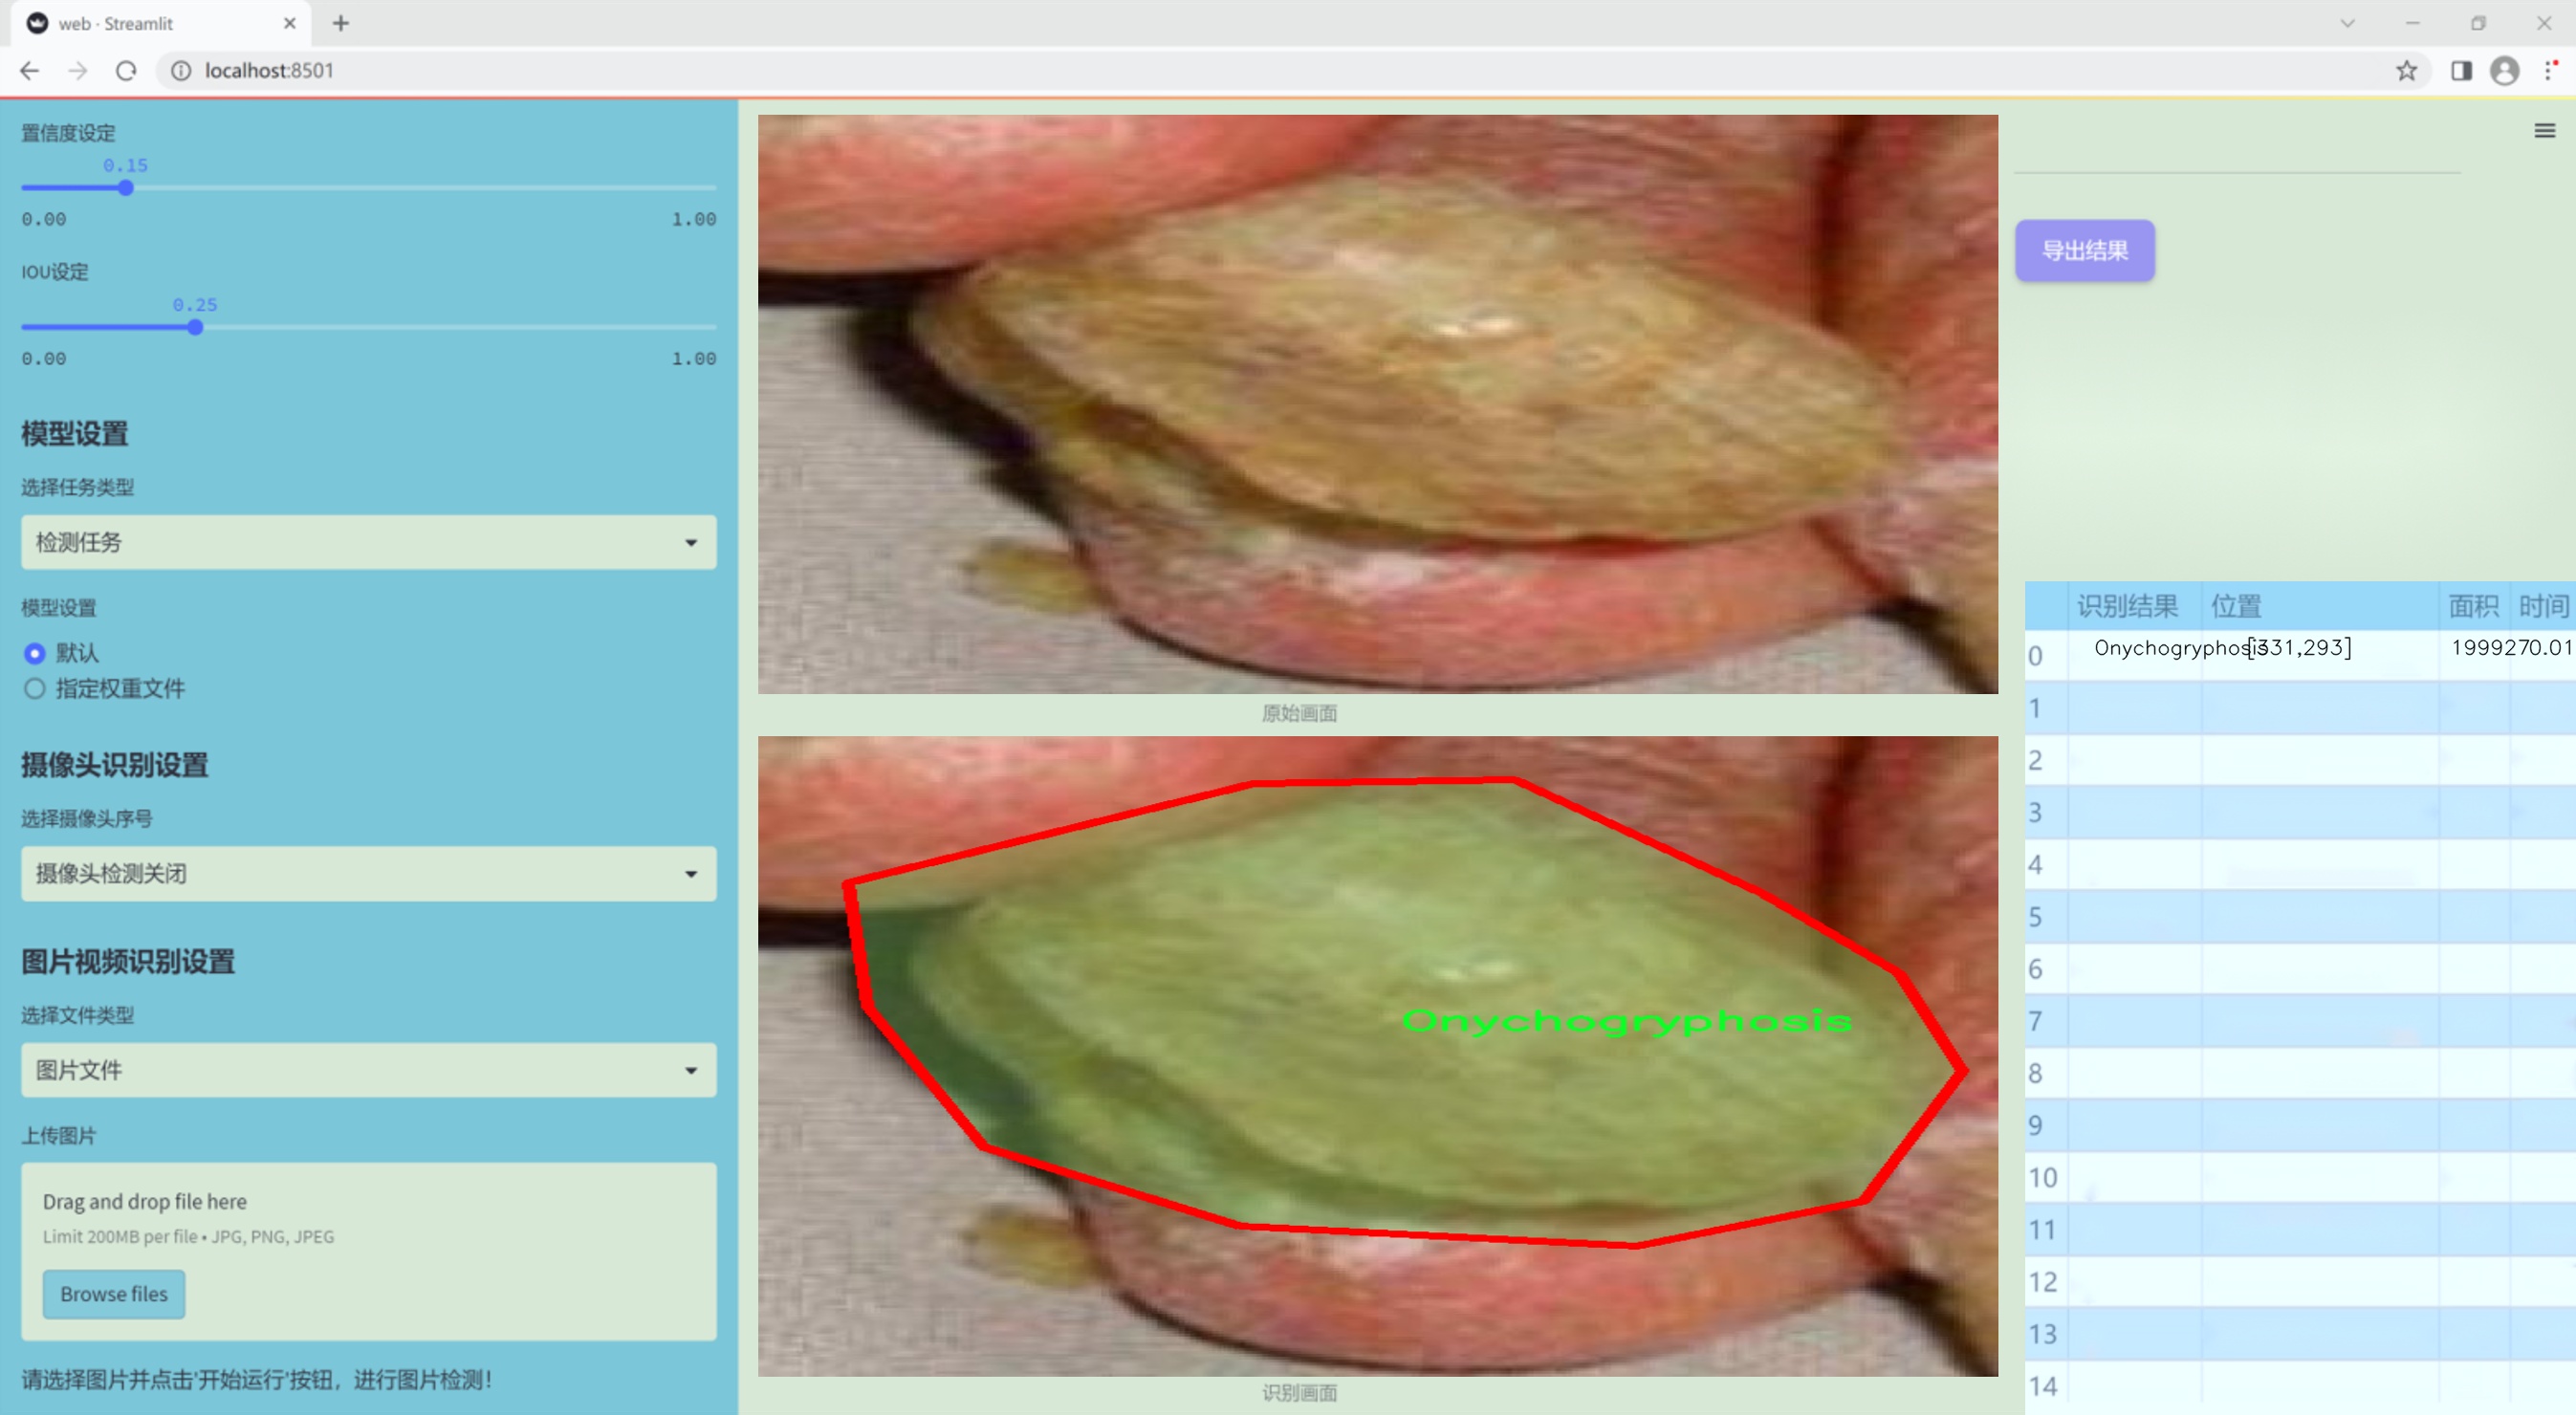 web · Streamlit
localhost:8501
置信度设定
0.15
0.00 1.00
IOU设定
0.25
0.00 1.00
模型设置
选择任务类型
检测任务
模型设置
默认
指定权重文件
摄像头识别设置
选择摄像头序号
摄像头检测关闭
图片视频识别设置
选择文件类型
图片文件
上传图片
Drag and drop file here
Limit 200MB per file • JPG, PNG, JPEG
Browse files
请选择图片并点击'开始运行'按钮，进行图片检测！
原始画面
Onychogryphosis
识别画面
导出结果
识别结果 位置 面积 时间
0 Onychogryphosis [331,293] 1999270.01
1
2
3
4
5
6
7
8
9
10
11
12
13
14